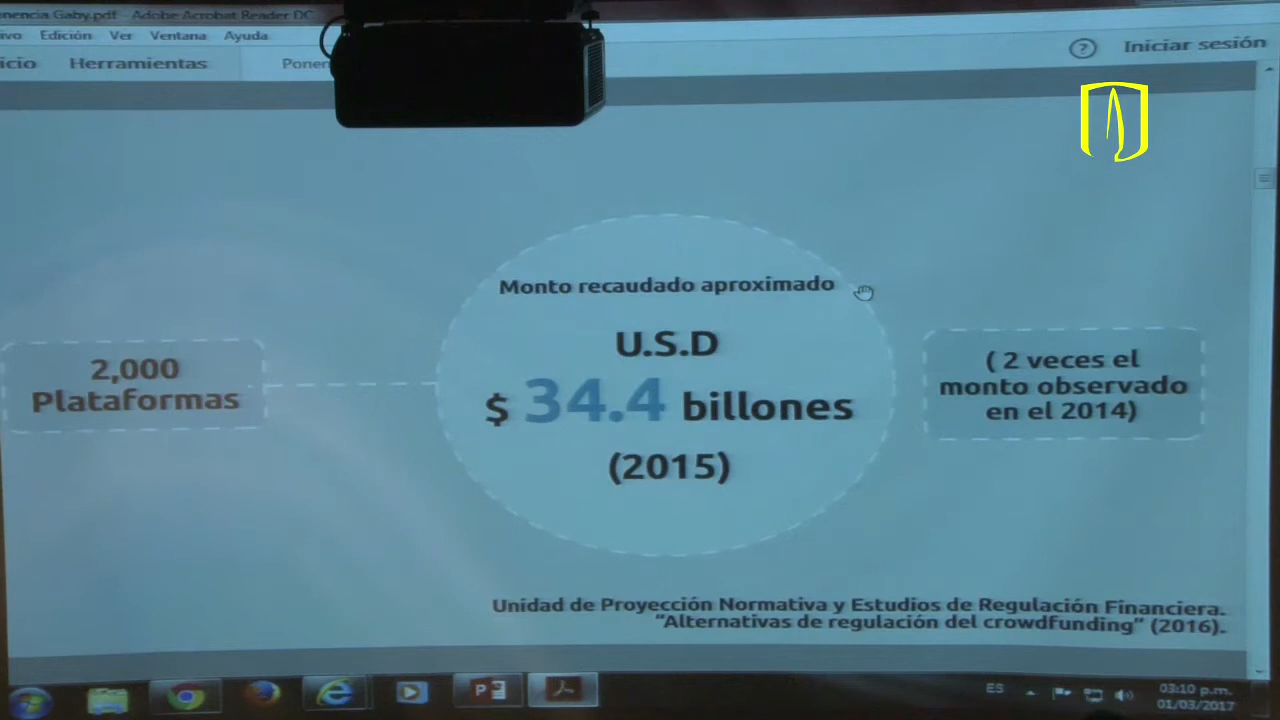 nencia Gaby.pdf - Adobe Acrobat Reader DC
ivo Edición Ver Ventana Ayuda
icio Herramientas Ponen
Iniciar sesión
Monto recaudado aproximado
U.S.D
$ 34.4 billones
(2015)
2,000
Plataformas
( 2 veces el
monto observado
en el 2014)
Unidad de Proyección Normativa y Estudios de Regulación Financiera.
"Alternativas de regulación del crowdfunding" (2016).
ES
03:10 p.m.
01/03/2017